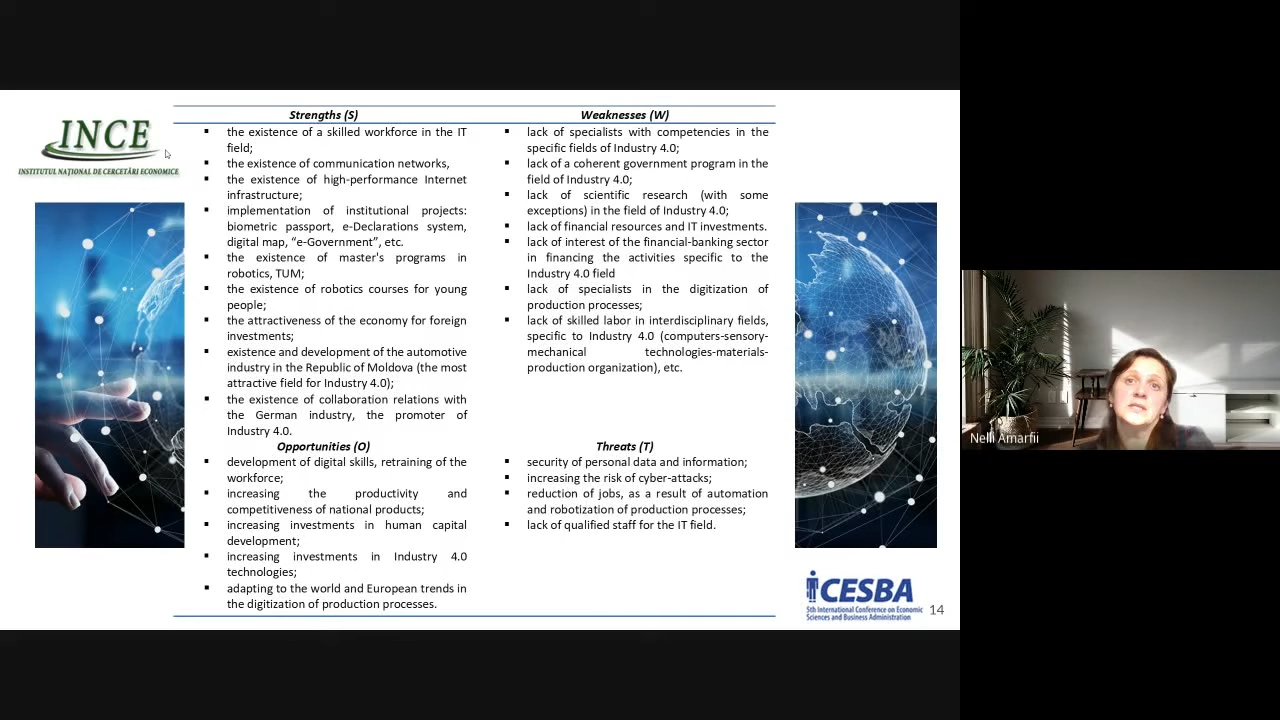 INCE
INSTITUTUL NAŢIONAL DE CERCETĂRI ECONOMICE
Strengths (S)
▪ the existence of a skilled workforce in the IT
field;
▪ the existence of communication networks,
▪ the existence of high-performance Internet
infrastructure;
▪ implementation of institutional projects:
biometric passport, e-Declarations system,
digital map, “e-Government”, etc.
▪ the existence of master's programs in
robotics, TUM;
▪ the existence of robotics courses for young
people;
▪ the attractiveness of the economy for foreign
investments;
▪ existence and development of the automotive
industry in the Republic of Moldova (the most
attractive field for Industry 4.0);
▪ the existence of collaboration relations with
the German industry, the promoter of
Industry 4.0.
Weaknesses (W)
▪ lack of specialists with competencies in the
specific fields of Industry 4.0;
▪ lack of a coherent government program in the
field of Industry 4.0;
▪ lack of scientific research (with some
exceptions) in the field of Industry 4.0;
▪ lack of financial resources and IT investments.
▪ lack of interest of the financial-banking sector
in financing the activities specific to the
Industry 4.0 field
▪ lack of specialists in the digitization of
production processes;
▪ lack of skilled labor in interdisciplinary fields,
specific to Industry 4.0 (computers-sensory-
mechanical technologies-materials-
production organization), etc.
Opportunities (O)
▪ development of digital skills, retraining of the
workforce;
▪ increasing the productivity and
competitiveness of national products;
▪ increasing investments in human capital
development;
▪ increasing investments in Industry 4.0
technologies;
▪ adapting to the world and European trends in
the digitization of production processes.
Threats (T)
▪ security of personal data and information;
▪ increasing the risk of cyber-attacks;
▪ reduction of jobs, as a result of automation
and robotization of production processes;
▪ lack of qualified staff for the IT field.
iCESBA
5th International Conference on Economic
Sciences and Business Administration
14
Nelli Amarfii